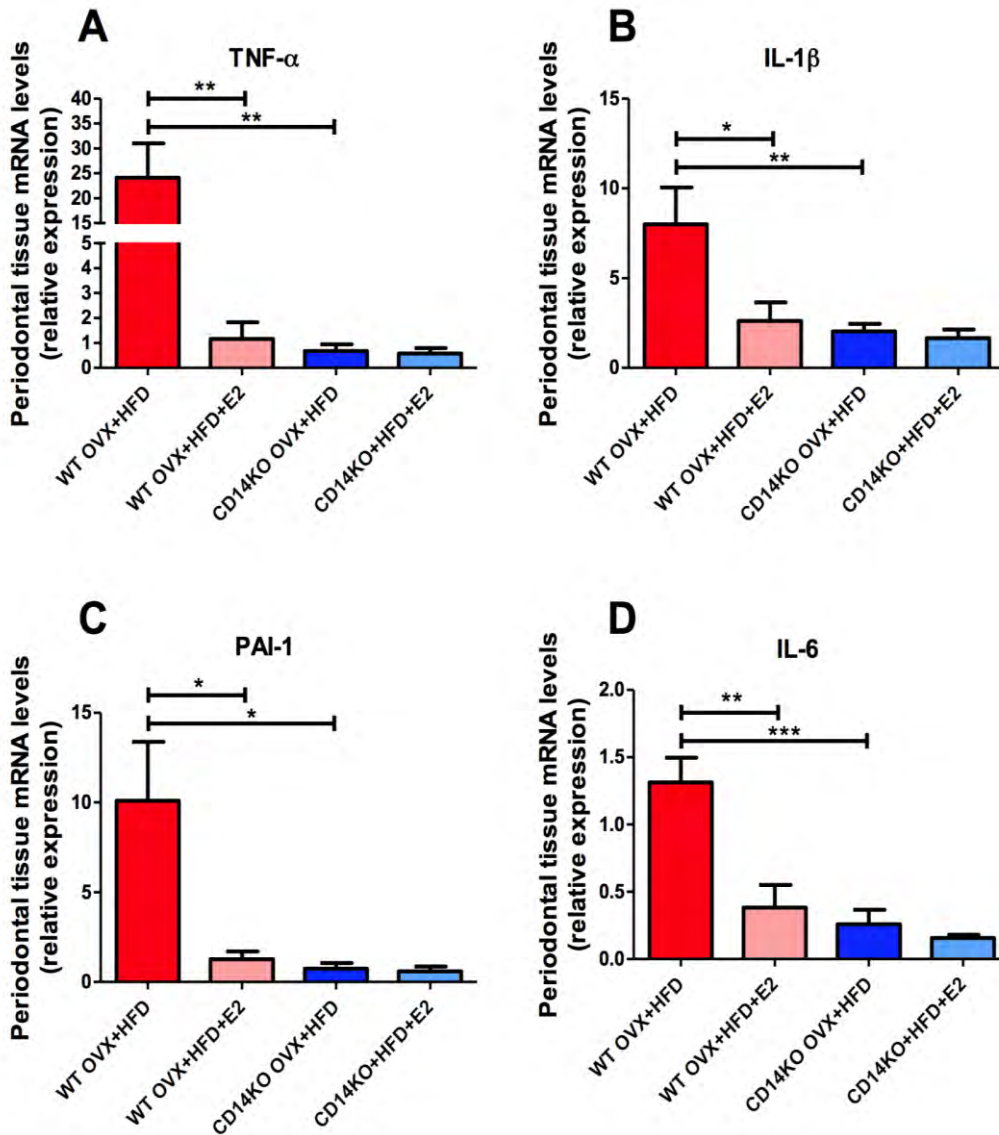 A
TNF-α
Periodontal tissue mRNA levels
(relative expression)
40
35
30
25
20
15
5
4
3
2
1
0
**
**
WT OVX+HFD
WT OVX+HFD+E2
CD14KO OVX+HFD
CD14KO+HFD+E2
B
IL-1β
Periodontal tissue mRNA levels
(relative expression)
15
10
5
0
*
**
WT OVX+HFD
WT OVX+HFD+E2
CD14KO OVX+HFD
CD14KO+HFD+E2
C
PAI-1
Periodontal tissue mRNA levels
(relative expression)
15
10
5
0
*
*
WT OVX+HFD
WT OVX+HFD+E2
CD14KO OVX+HFD
CD14KO+HFD+E2
D
IL-6
Periodontal tissue mRNA levels
(relative expression)
2.0
1.5
1.0
0.5
0.0
**
***
WT OVX+HFD
WT OVX+HFD+E2
CD14KO OVX+HFD
CD14KO+HFD+E2